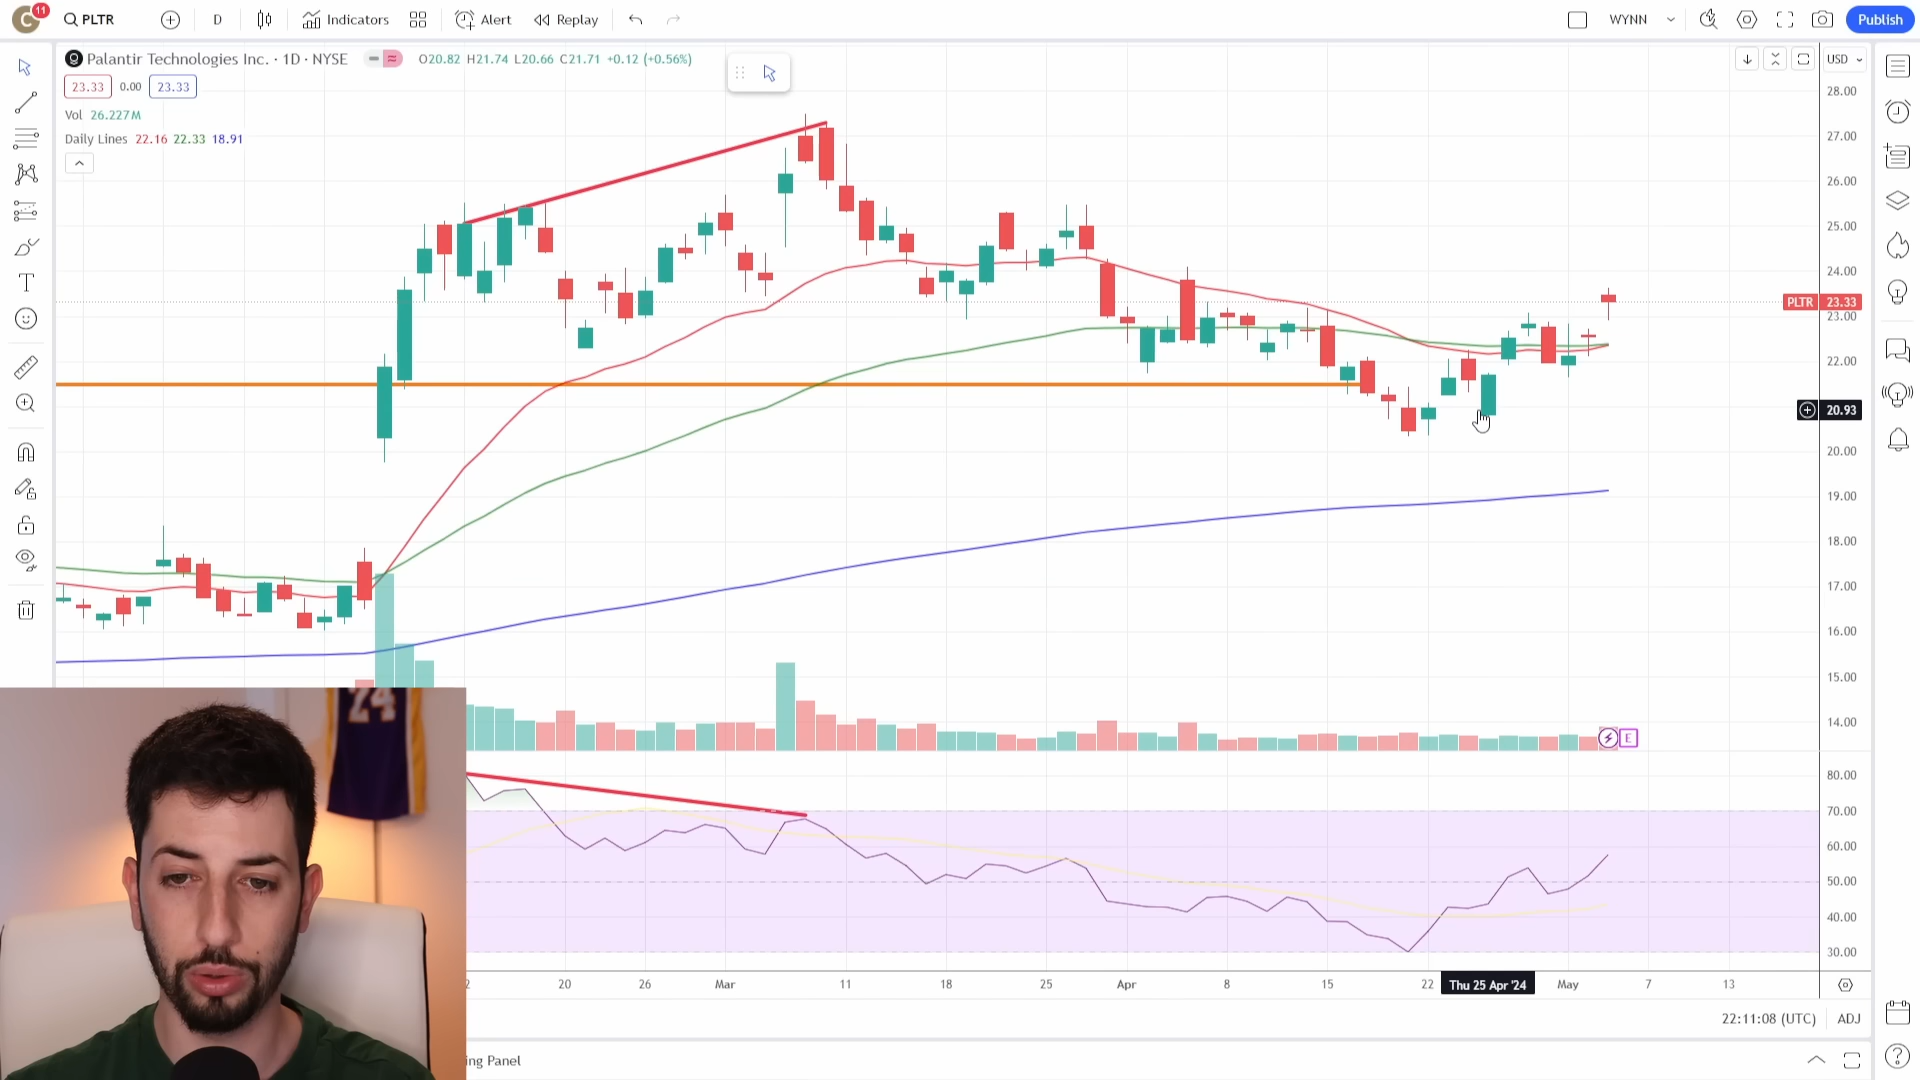 C 11 PLTR D Indicators Alert Replay WYNN Publish
Palantir Technologies Inc. · 1D · NYSE O20.82 H21.74 L20.66 C21.71 +0.12 (+0.56%) USD
23.33 0.00 23.33
Vol 26.227M
Daily Lines 22.16 22.33 18.91
28.00
27.00
26.00
25.00
24.00
PLTR 23.33
23.00
22.00
20.93
20.00
19.00
18.00
17.00
16.00
15.00
14.00
E
24
80.00
70.00
60.00
50.00
40.00
30.00
2 20 26 Mar 11 18 25 Apr 8 15 22 Thu 25 Apr '24 May 7 13
22:11:08 (UTC) ADJ
ing Panel